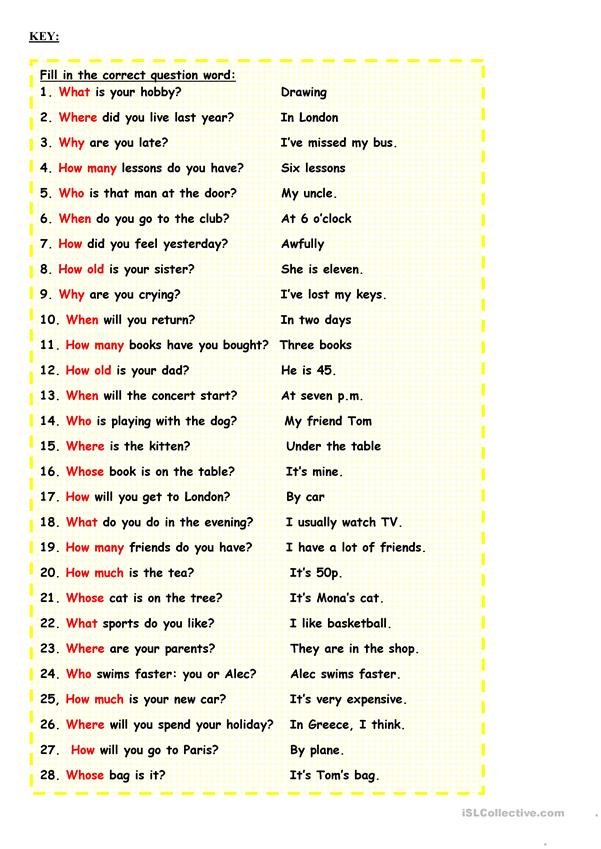 KEY:
Fill in the correct question word:
1. What is your hobby? Drawing
2. Where did you live last year? In London
3. Why are you late? I've missed my bus.
4. How many lessons do you have? Six lessons
5. Who is that man at the door? My uncle.
6. When do you go to the club? At 6 o'clock
7. How did you feel yesterday? Awfully
8. How old is your sister? She is eleven.
9. Why are you crying? I've lost my keys.
10. When will you return? In two days
11. How many books have you bought? Three books
12. How old is your dad? He is 45.
13. When will the concert start? At seven p.m.
14. Who is playing with the dog? My friend Tom
15. Where is the kitten? Under the table
16. Whose book is on the table? It's mine.
17. How will you get to London? By car
18. What do you do in the evening? I usually watch TV.
19. How many friends do you have? I have a lot of friends.
20. How much is the tea? It's 50p.
21. Whose cat is on the tree? It's Mona's cat.
22. What sports do you like? I like basketball.
23. Where are your parents? They are in the shop.
24. Who swims faster: you or Alec? Alec swims faster.
25, How much is your new car? It's very expensive.
26. Where will you spend your holiday? In Greece, I think.
27. How will you go to Paris? By plane.
28. Whose bag is it? It's Tom's bag.
iSLCollective.com